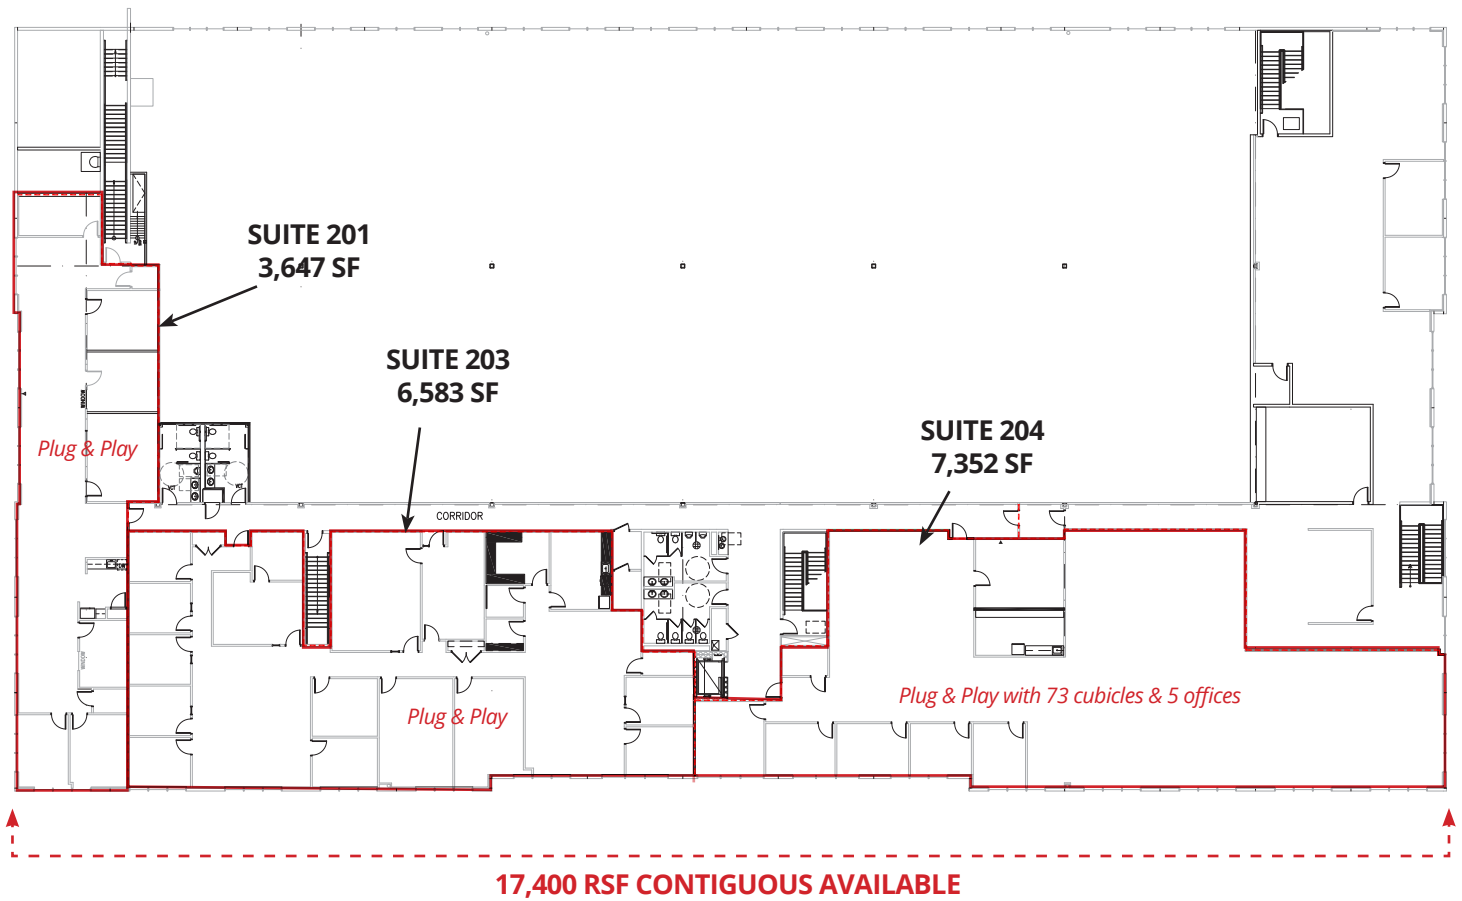 SUITE 201
3,647 SF
SUITE 203
6,583 SF
SUITE 204
7,352 SF
Plug & Play
CORRIDOR
Plug & Play with 73 cubicles & 5 offices
Plug & Play
17,400 RSF CONTIGUOUS AVAILABLE